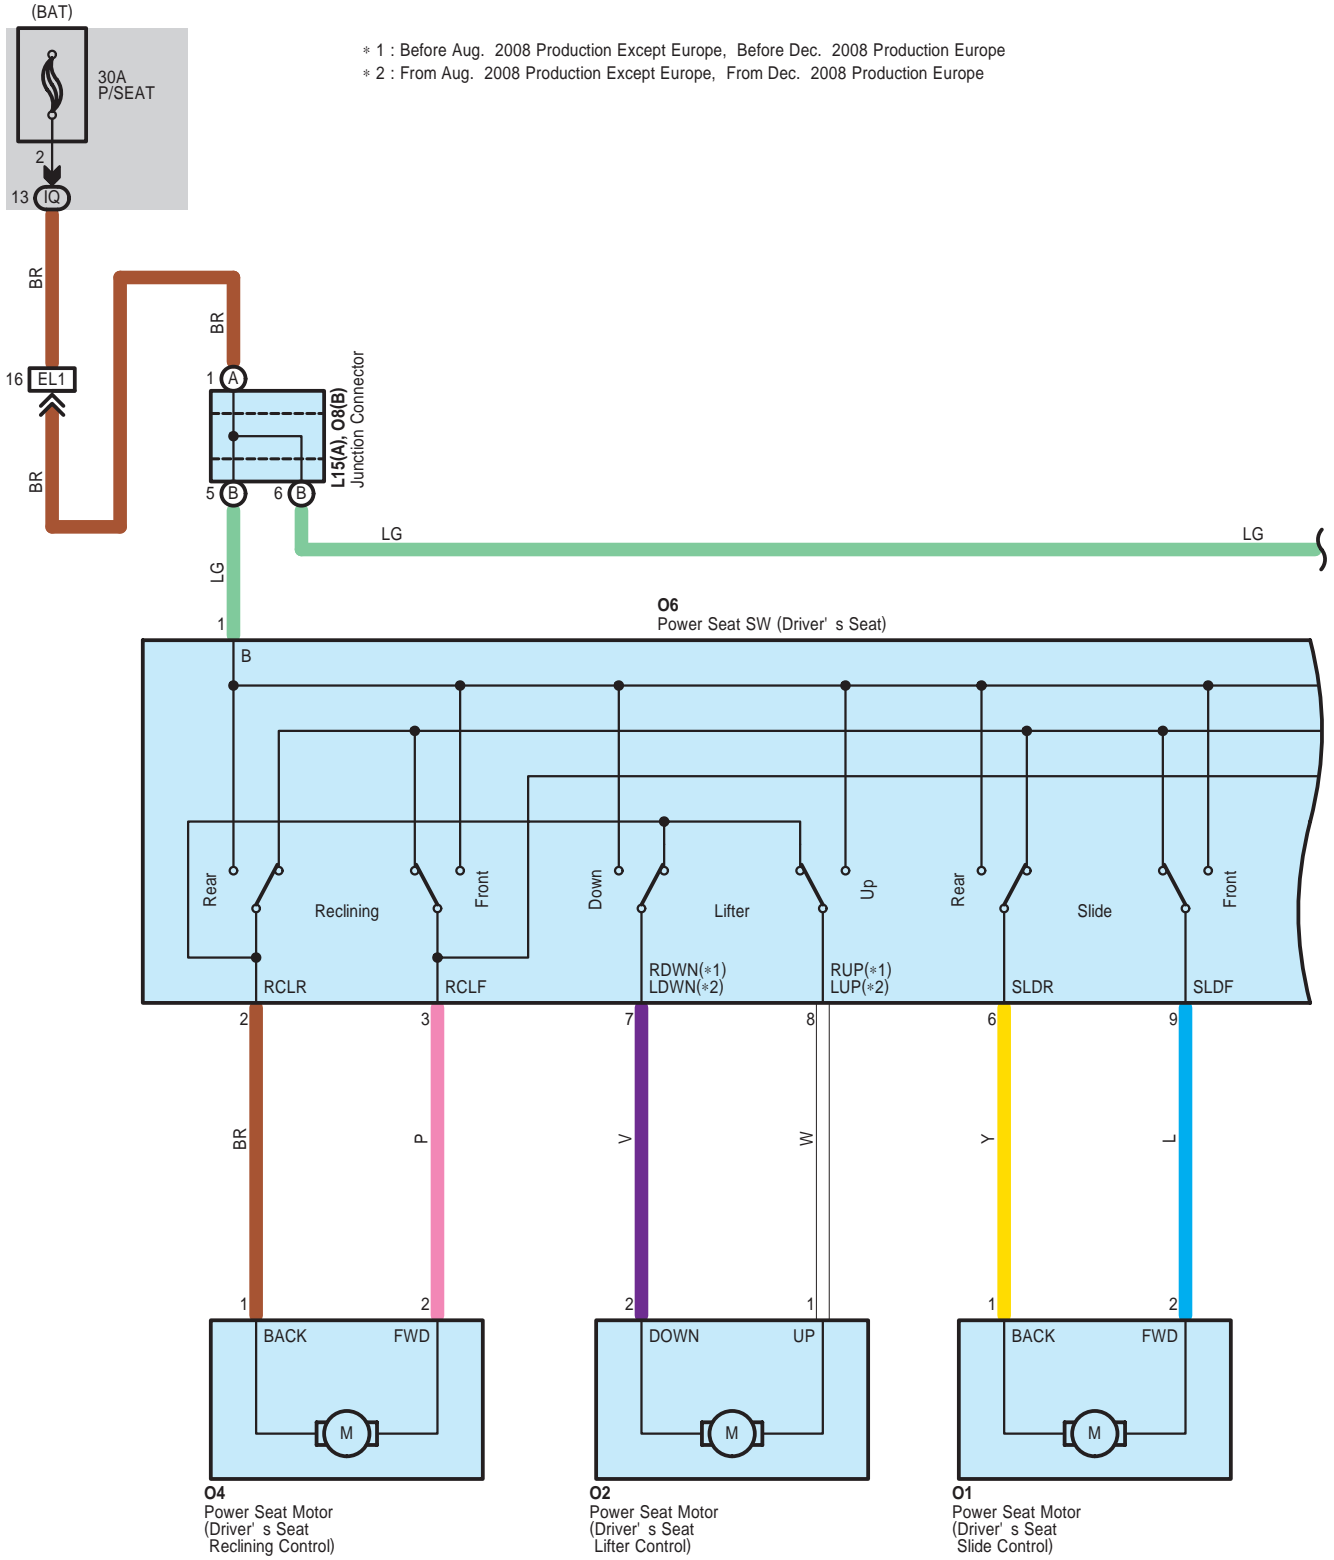 (BAT)
30A
P/SEAT
2
13 IQ
∗ 1 : Before Aug. 2008 Production Except Europe, Before Dec. 2008 Production Europe
∗ 2 : From Aug. 2008 Production Except Europe, From Dec. 2008 Production Europe
BR
BR
16 EL1
1 A
L15(A), O8(B)
Junction Connector
BR
5 B 6 B
LG LG
LG
O6
Power Seat SW (Driver' s Seat)
1
B
Rear
Reclining
Front
Down
Lifter
Up
Rear
Slide
Front
RCLR
RCLF
RDWN(∗1)
LDWN(∗2)
RUP(∗1)
LUP(∗2)
SLDR
SLDF
2 3 7 8 6 9
BR P V W Y L
1 2 2 1 1 2
BACK FWD
DOWN UP
BACK FWD
M M M
O4
Power Seat Motor
(Driver' s Seat
Reclining Control)
O2
Power Seat Motor
(Driver' s Seat
Lifter Control)
O1
Power Seat Motor
(Driver' s Seat
Slide Control)